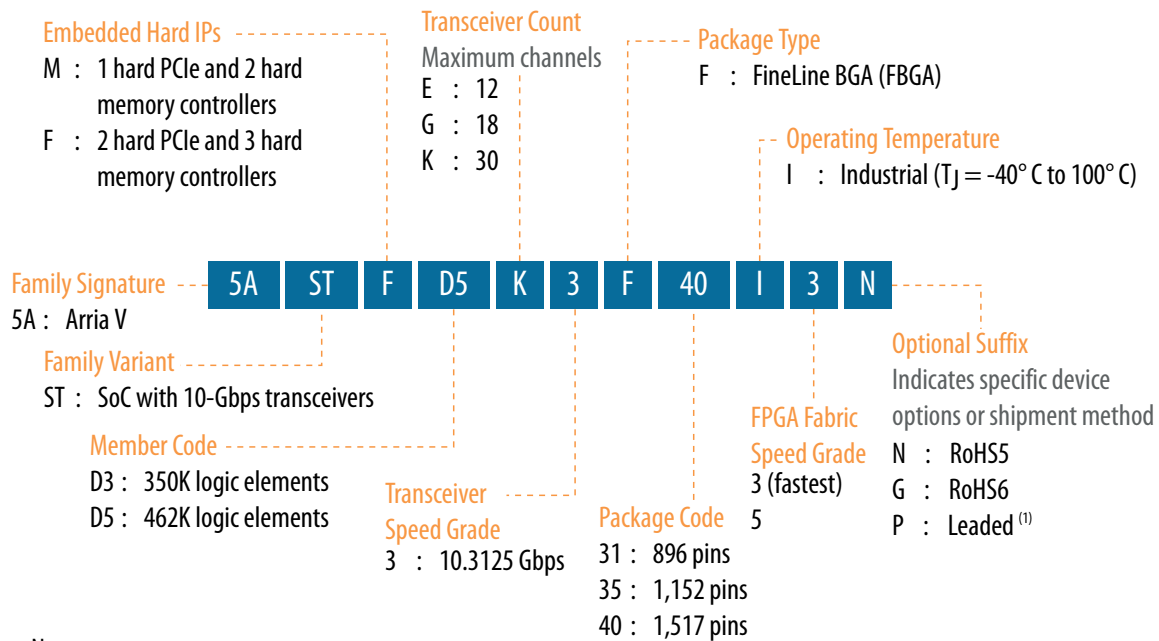 Embedded Hard IPs
M : 1 hard PCIe and 2 hard
memory controllers
F : 2 hard PCIe and 3 hard
memory controllers
Transceiver Count
Maximum channels
E : 12
G : 18
K : 30
Package Type
F : FineLine BGA (FBGA)
Operating Temperature
I : Industrial (TJ = -40° C to 100° C)
Family Signature
5A : Arria V
5A ST F D5 K 3 F 40 I 3 N
Family Variant
ST : SoC with 10-Gbps transceivers
Member Code
D3 : 350K logic elements
D5 : 462K logic elements
Transceiver
Speed Grade
3 : 10.3125 Gbps
Package Code
31 : 896 pins
35 : 1,152 pins
40 : 1,517 pins
FPGA Fabric
Speed Grade
3 (fastest)
5
Optional Suffix
Indicates specific device
options or shipment method
N : RoHS5
G : RoHS6
P : Leaded (1)